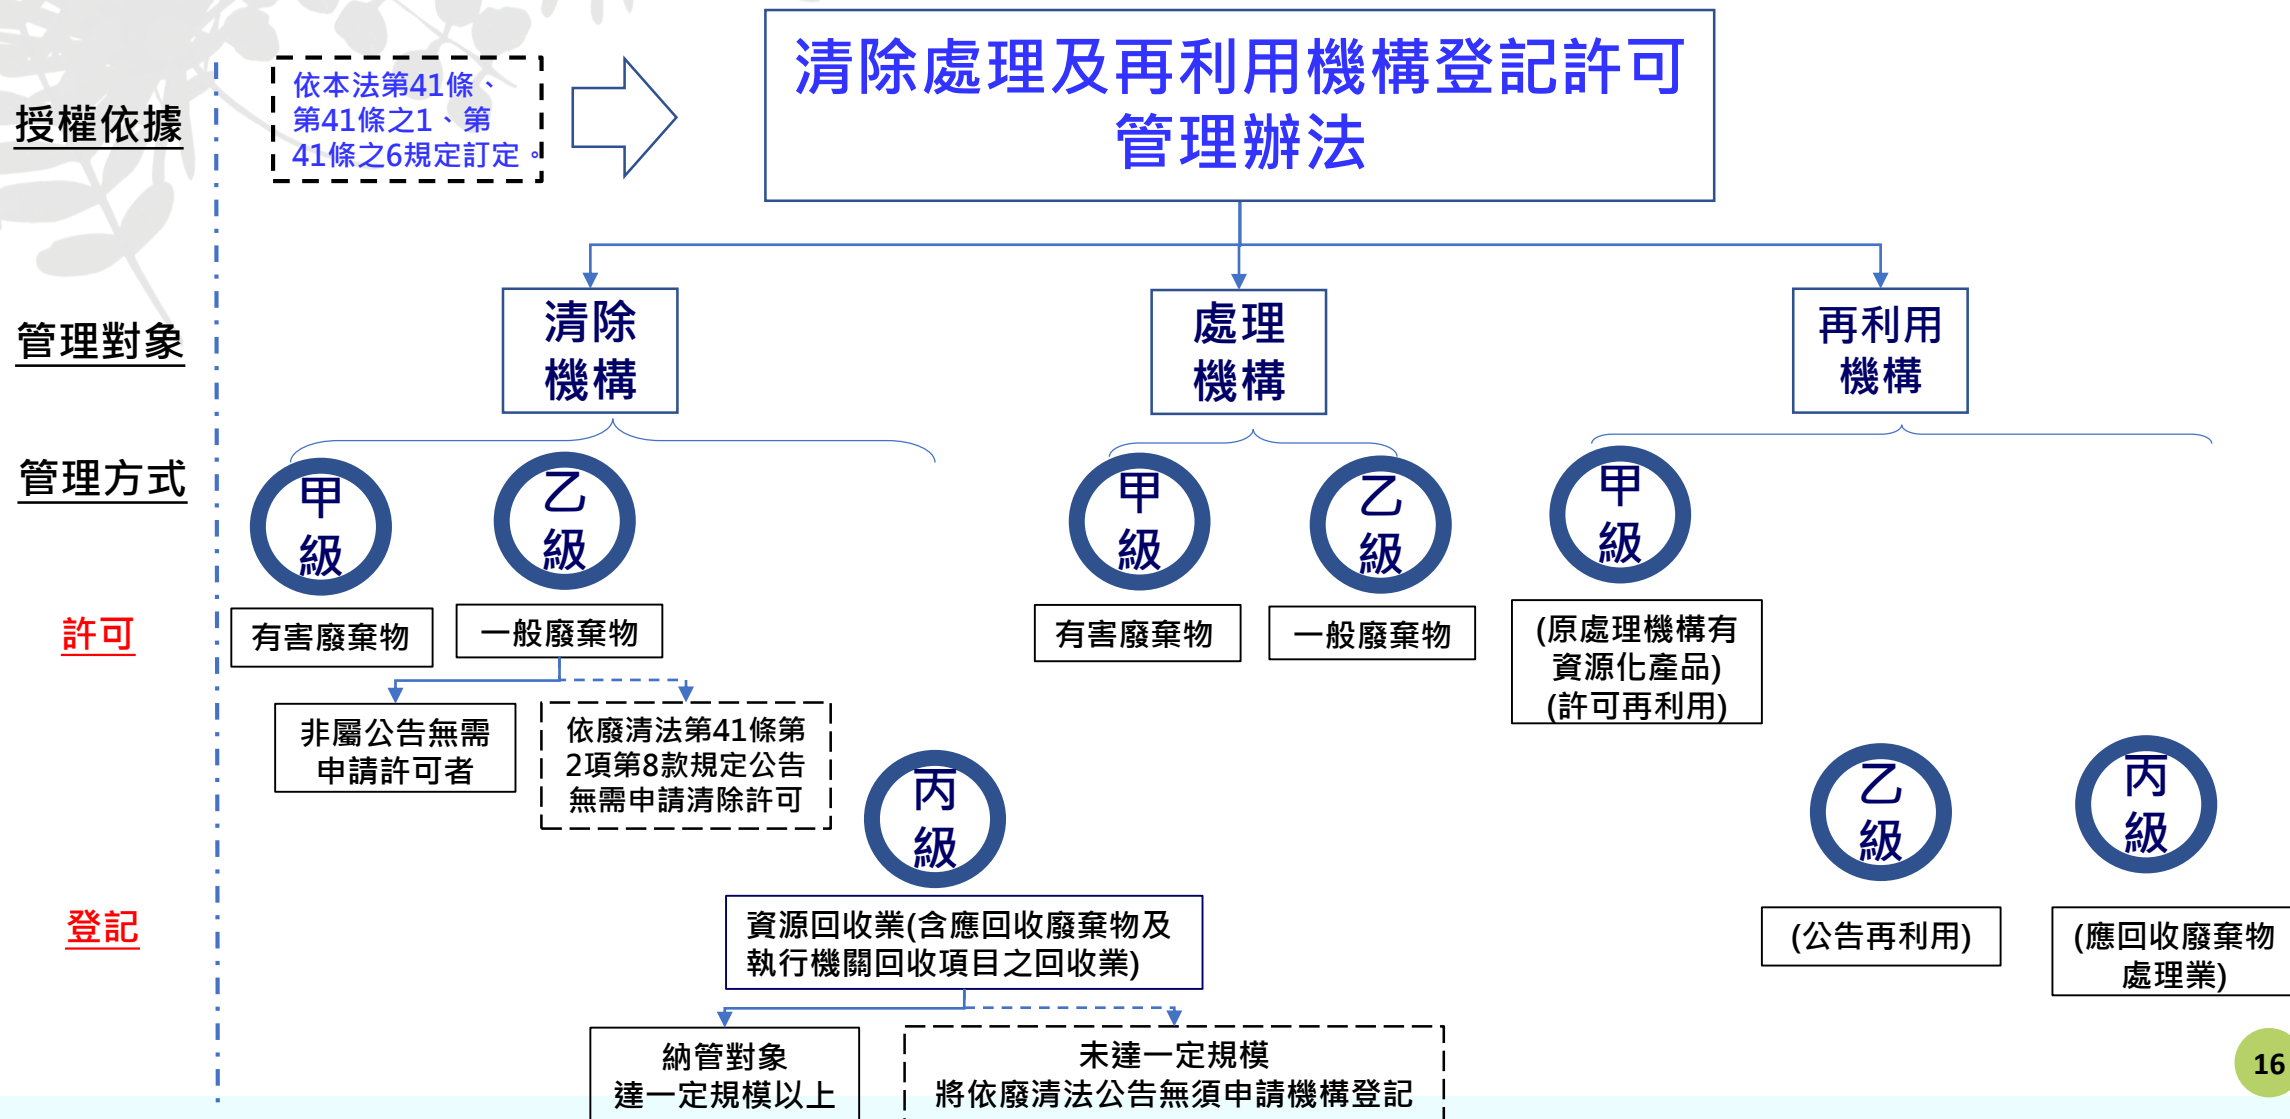 清除處理及再利用機構登記許可
管理辦法
授權依據
依本法第41條、
第41條之1、第
41條之6規定訂定。
管理對象
清除
機構
處理
機構
再利用
機構
管理方式
甲
級
乙
級
甲
級
乙
級
甲
級
許可
有害廢棄物
一般廢棄物
有害廢棄物
一般廢棄物
(原處理機構有
資源化產品)
(許可再利用)
非屬公告無需
申請許可者
依廢清法第41條第
2項第8款規定公告
無需申請清除許可
丙
級
乙
級
丙
級
登記
資源回收業(含應回收廢棄物及
執行機關回收項目之回收業)
(公告再利用)
(應回收廢棄物
處理業)
納管對象
達一定規模以上
未達一定規模
將依廢清法公告無須申請機構登記
16